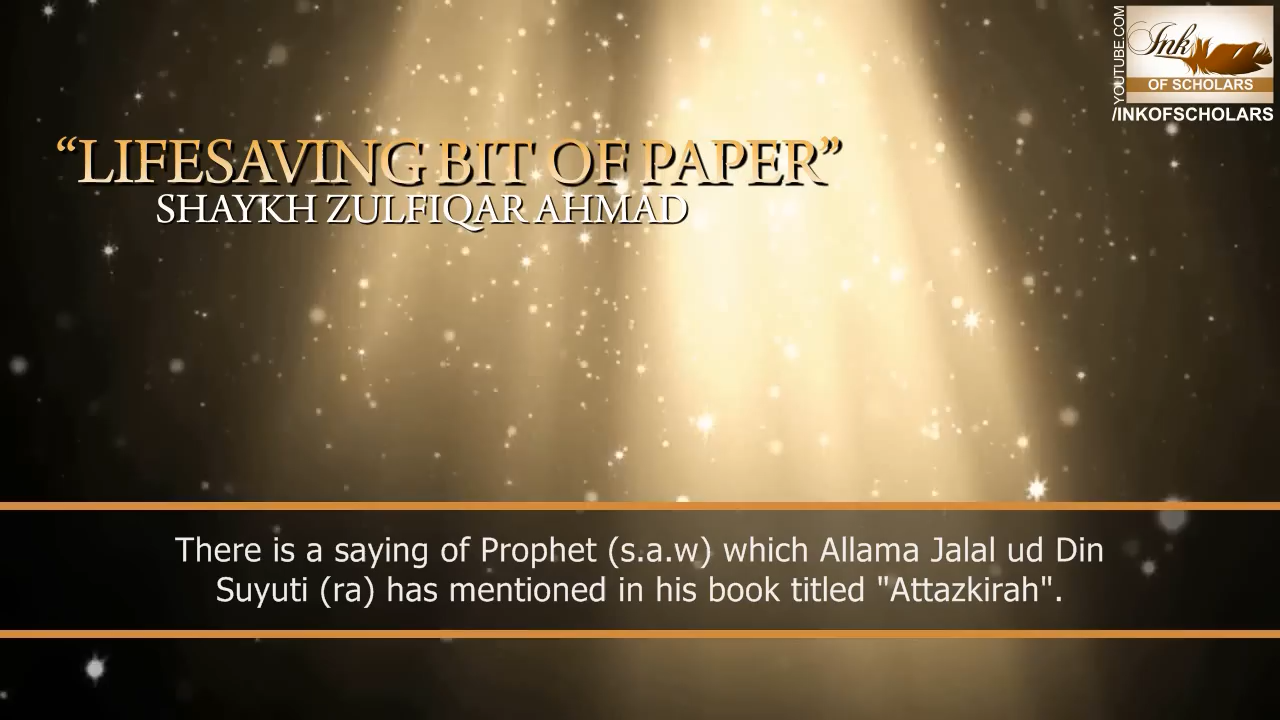 “LIFESAVING BIT OF PAPER”
SHAYKH ZULFIQAR AHMAD
YOUTUBE.COM
Ink
OF SCHOLARS
/INKOFSCHOLARS
There is a saying of Prophet (s.a.w) which Allama Jalal ud Din
Suyuti (ra) has mentioned in his book titled "Attazkirah".